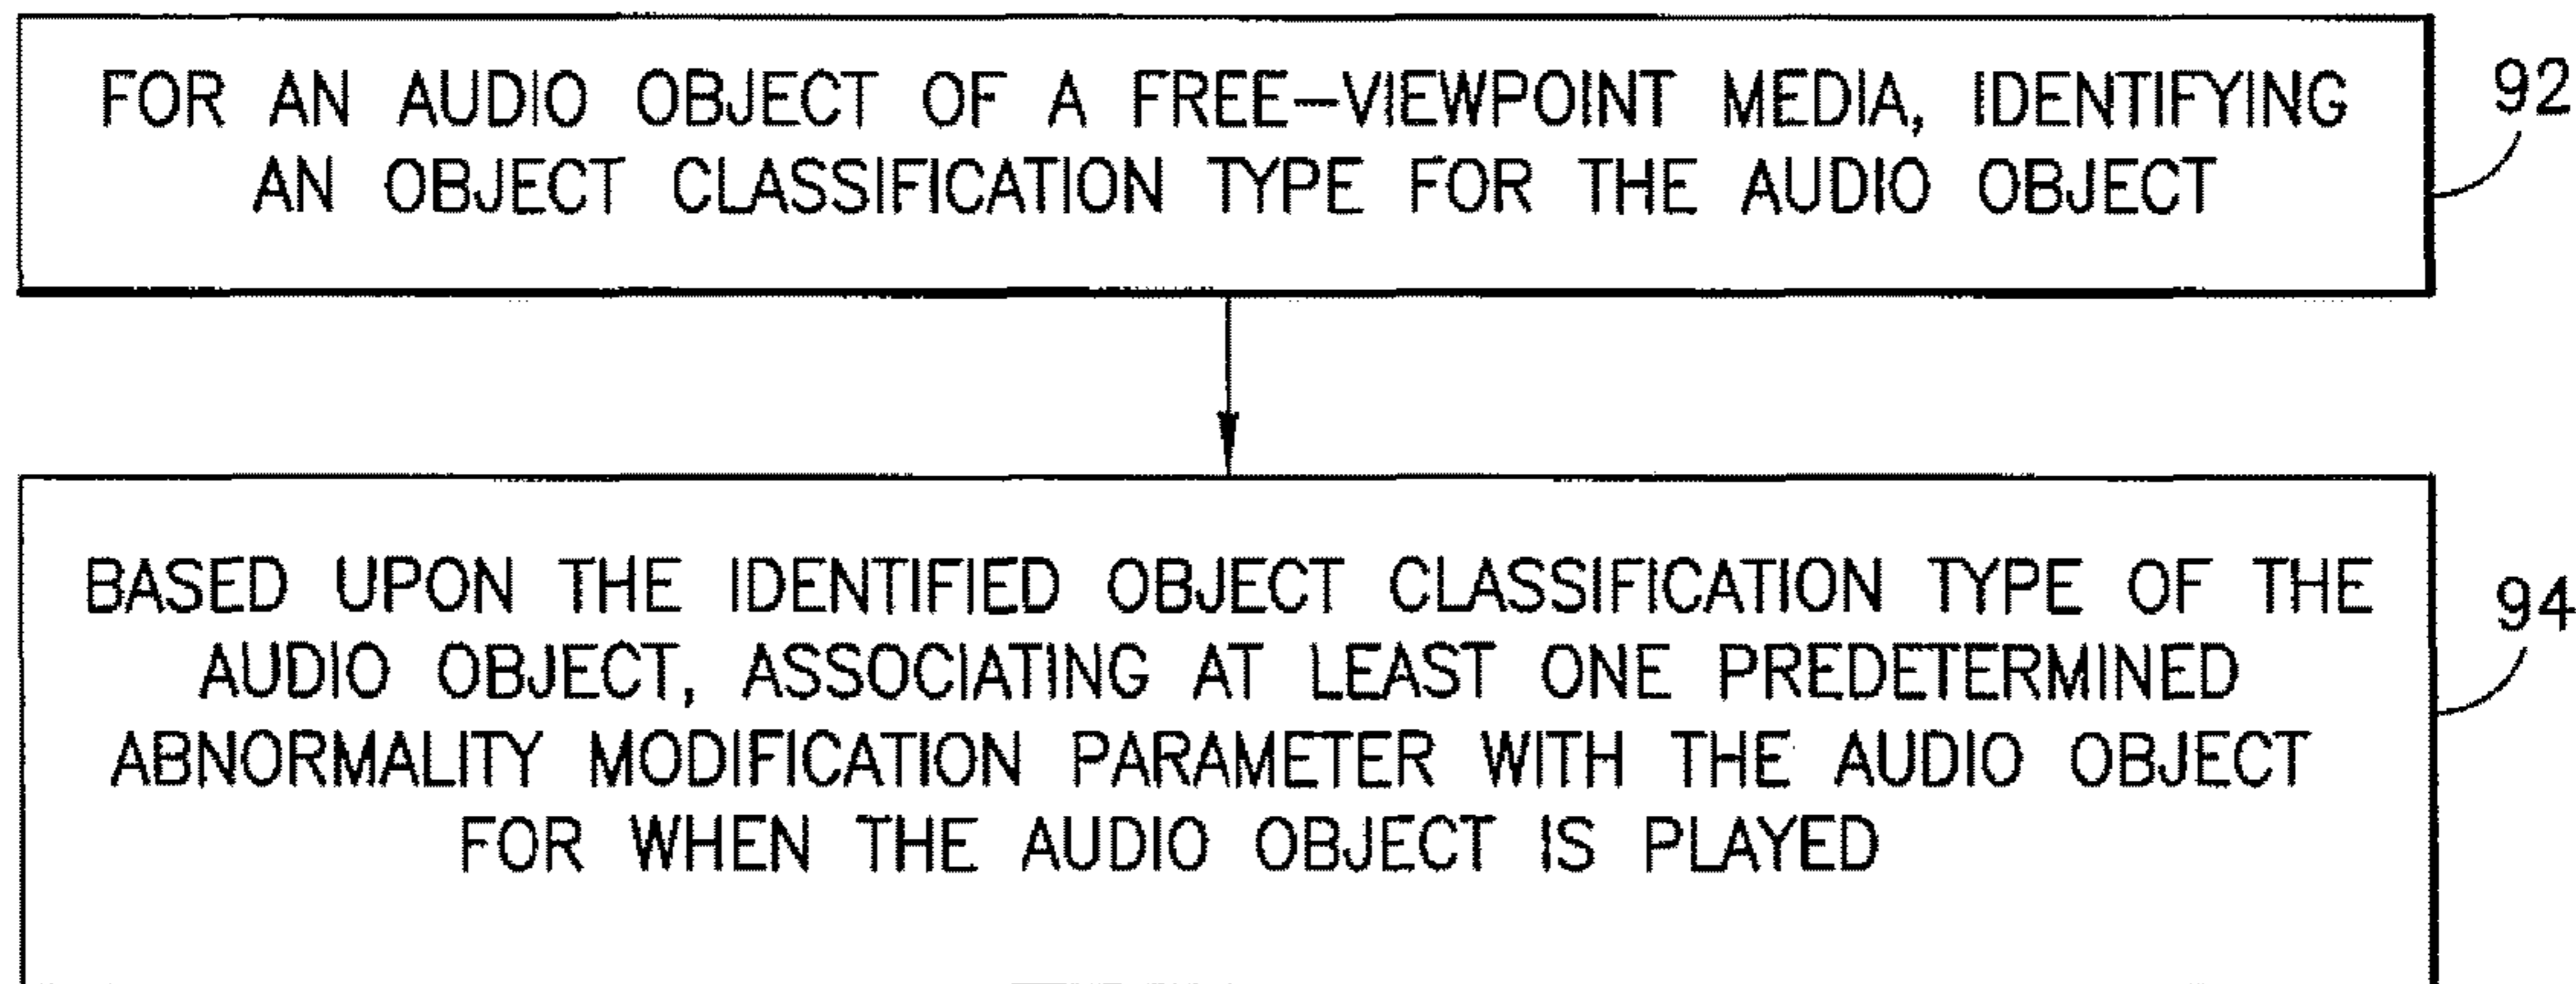 FOR AN AUDIO OBJECT OF A FREE-VIEWPOINT MEDIA, IDENTIFYING
AN OBJECT CLASSIFICATION TYPE FOR THE AUDIO OBJECT
92
BASED UPON THE IDENTIFIED OBJECT CLASSIFICATION TYPE OF THE
AUDIO OBJECT, ASSOCIATING AT LEAST ONE PREDETERMINED
ABNORMALITY MODIFICATION PARAMETER WITH THE AUDIO OBJECT
FOR WHEN THE AUDIO OBJECT IS PLAYED
94